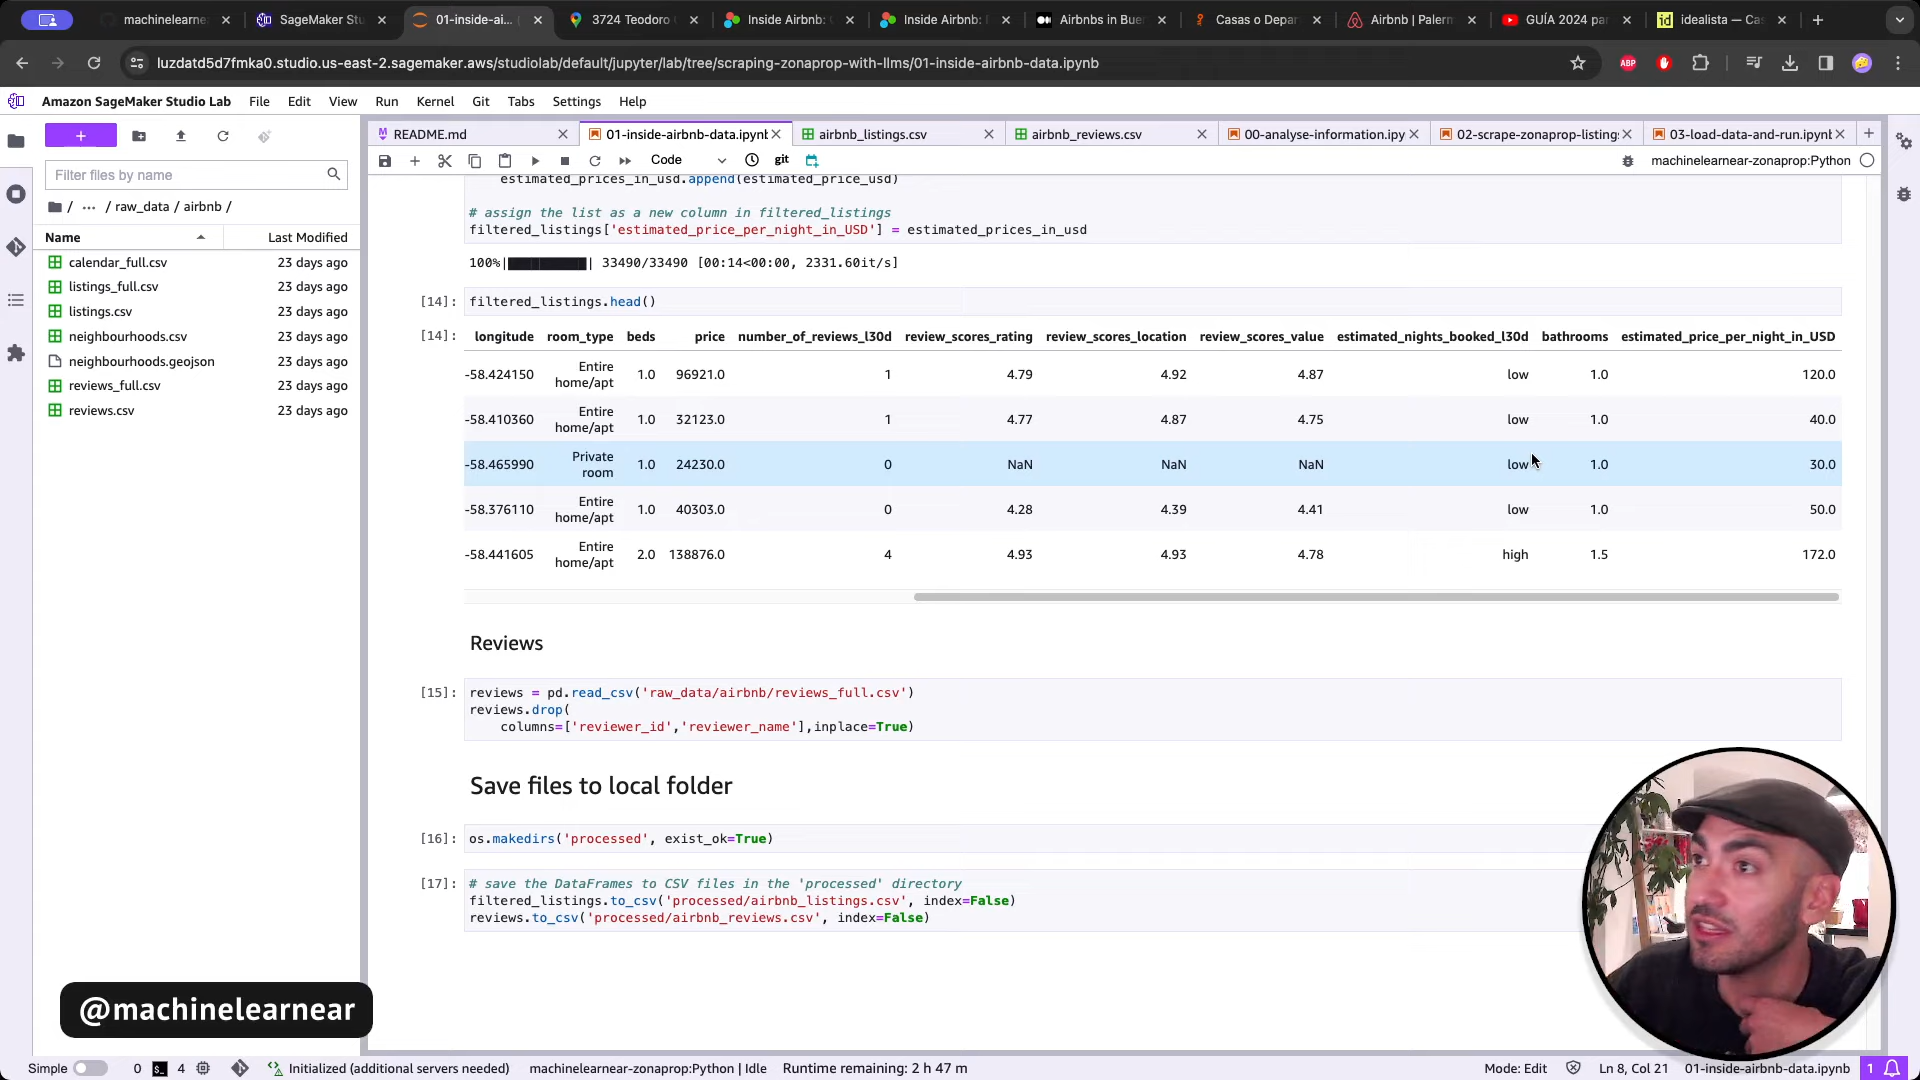 machinelearne
SageMaker Stu
01-inside-ai...
3724 Teodoro
Inside Airbnb:
Inside Airbnb:
Airbnbs in Bue
Casas o Depar
Airbnb | Palerm
GUÍA 2024 par
idealista — Cas
luzdatd5d7fmka0.studio.us-east-2.sagemaker.aws/studiolab/default/jupyter/lab/tree/scraping-zonaprop-with-llms/01-inside-airbnb-data.ipynb
ABP
Amazon SageMaker Studio Lab File Edit View Run Kernel Git Tabs Settings Help
README.md
01-inside-airbnb-data.ipynb
airbnb_listings.csv
airbnb_reviews.csv
00-analyse-information.ipy
02-scrape-zonaprop-listing
03-load-data-and-run.ipynb
Code
git
machinelearnear-zonaprop:Python
Filter files by name
/ ... / raw_data / airbnb /
Name Last Modified
calendar_full.csv 23 days ago
listings_full.csv 23 days ago
listings.csv 23 days ago
neighbourhoods.csv 23 days ago
neighbourhoods.geojson 23 days ago
reviews_full.csv 23 days ago
reviews.csv 23 days ago
estimated_prices_in_usd.append(estimated_price_usd)
# assign the list as a new column in filtered_listings
filtered_listings['estimated_price_per_night_in_USD'] = estimated_prices_in_usd
100%|██████████| 33490/33490 [00:14<00:00, 2331.60it/s]
[14]: filtered_listings.head()
[14]: longitude room_type beds price number_of_reviews_l30d review_scores_rating review_scores_location review_scores_value estimated_nights_booked_l30d bathrooms estimated_price_per_night_in_USD
-58.424150 Entire home/apt 1.0 96921.0 1 4.79 4.92 4.87 low 1.0 120.0
-58.410360 Entire home/apt 1.0 32123.0 1 4.77 4.87 4.75 low 1.0 40.0
-58.465990 Private room 1.0 24230.0 0 NaN NaN NaN low 1.0 30.0
-58.376110 Entire home/apt 1.0 40303.0 0 4.28 4.39 4.41 low 1.0 50.0
-58.441605 Entire home/apt 2.0 138876.0 4 4.93 4.93 4.78 high 1.5 172.0
Reviews
[15]: reviews = pd.read_csv('raw_data/airbnb/reviews_full.csv')
reviews.drop(
columns=['reviewer_id','reviewer_name'],inplace=True)
Save files to local folder
[16]: os.makedirs('processed', exist_ok=True)
[17]: # save the DataFrames to CSV files in the 'processed' directory
filtered_listings.to_csv('processed/airbnb_listings.csv', index=False)
reviews.to_csv('processed/airbnb_reviews.csv', index=False)
@machinelearnear
Simple 0 4 Initialized (additional servers needed) machinelearnear-zonaprop:Python | Idle Runtime remaining: 2 h 47 m Mode: Edit Ln 8, Col 21 01-inside-airbnb-data.ipynb 1